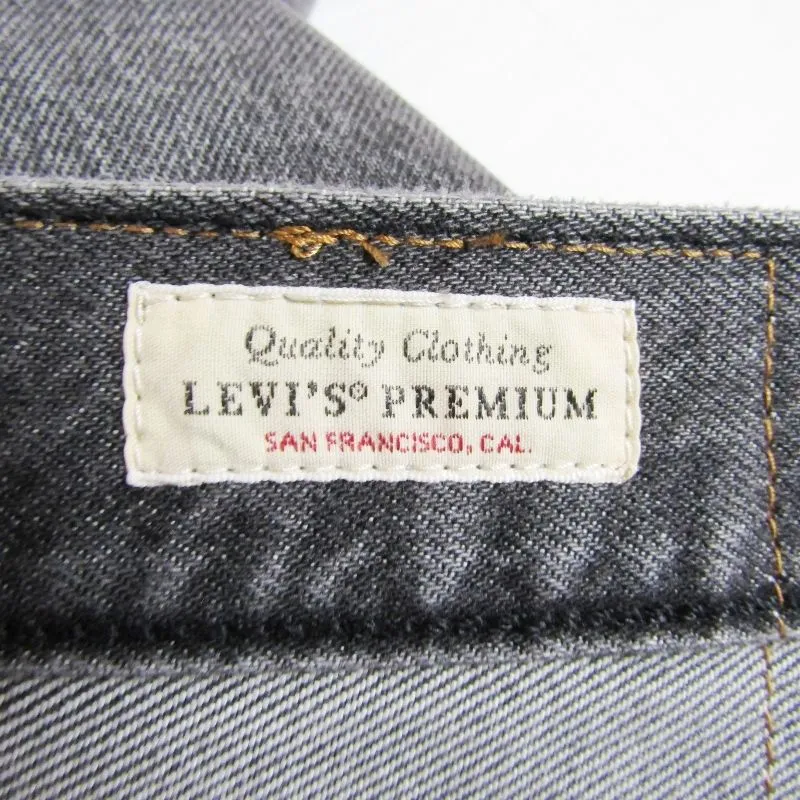 Quality Clothing
LEVI'S® PREMIUM
SAN FRANCISCO, CAL.